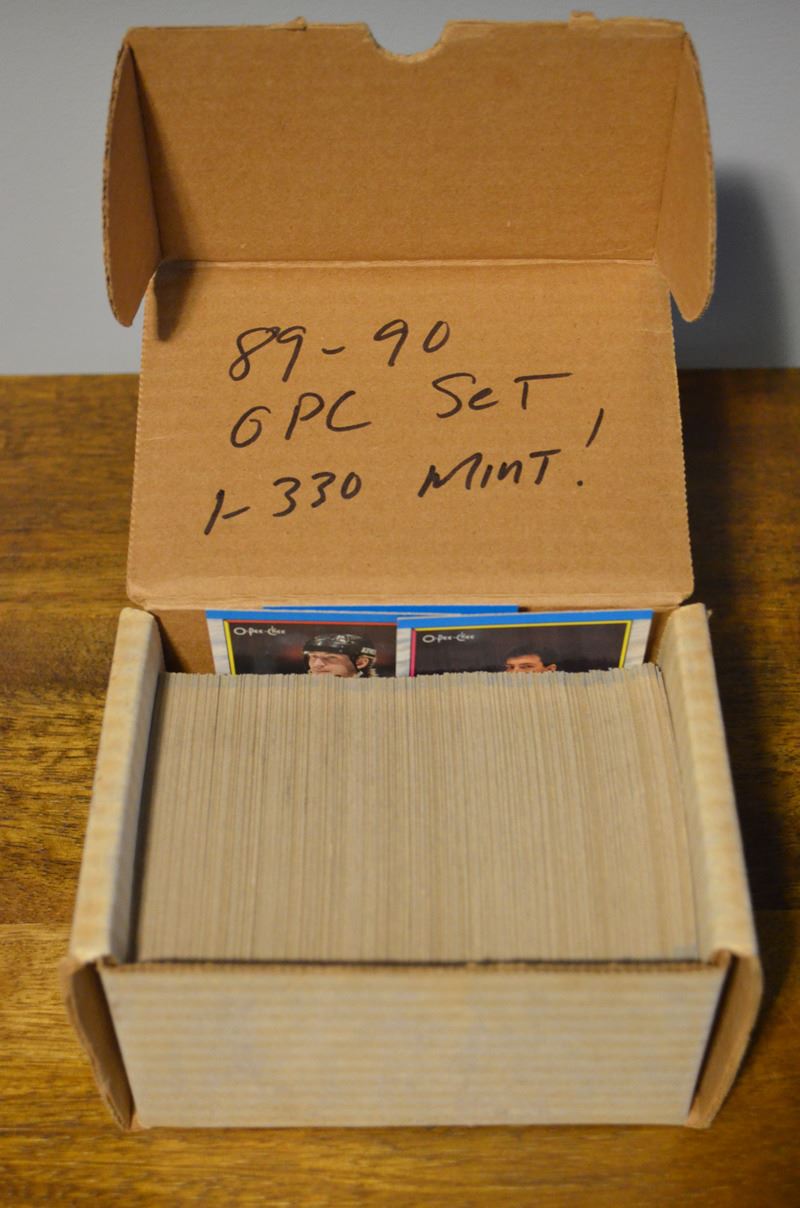 89-90
OPC SET
1-330 MINT!
O-Pee-Chee
O-Pee-Chee